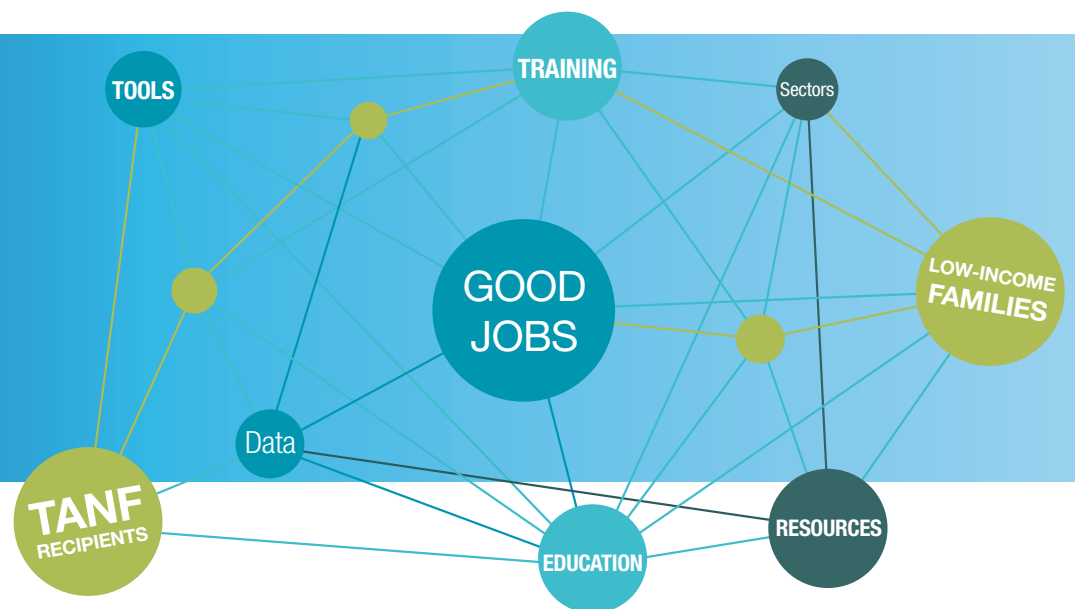 TRAINING
TOOLS
Sectors
GOOD
JOBS
LOW-INCOME
FAMILIES
Data
TANF
RECIPIENTS
RESOURCES
EDUCATION